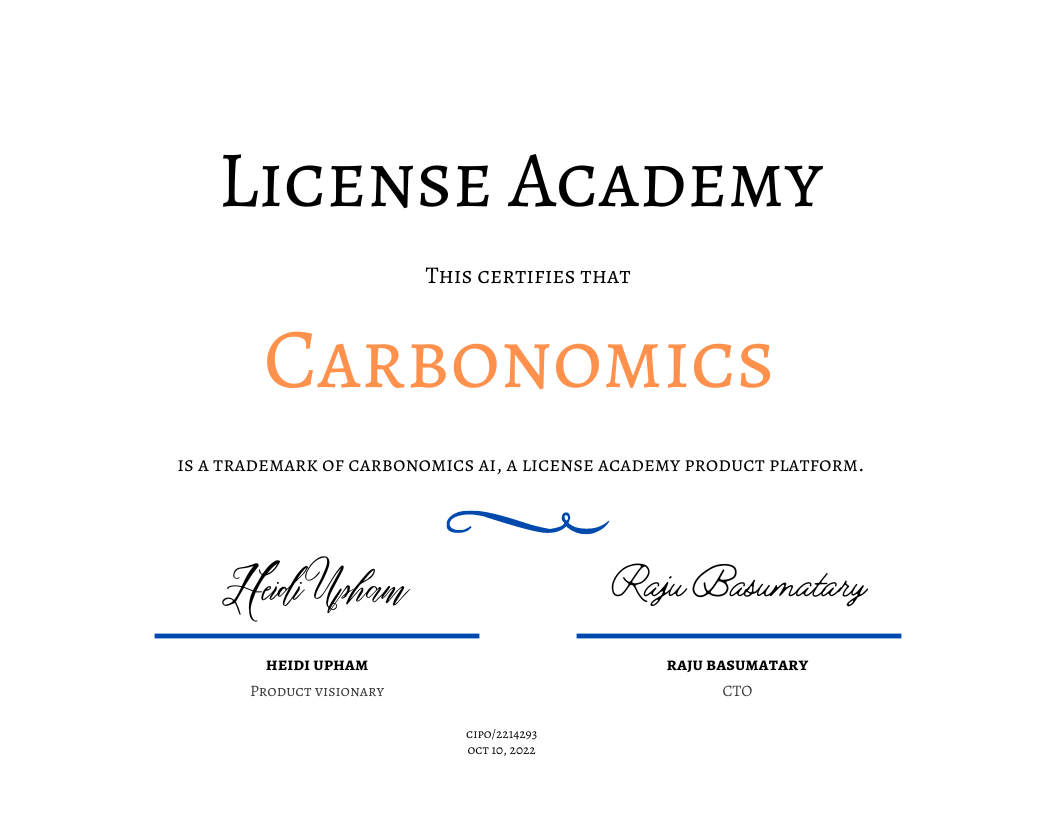 License Academy
This certifies that
Carbonomics
is a trademark of carbonomics ai, a license academy product platform.
Heidi Upham
Raju Basumatary
heidi upham
raju basumatary
Product visionary
CTO
cipo/2214293
oct 10, 2022